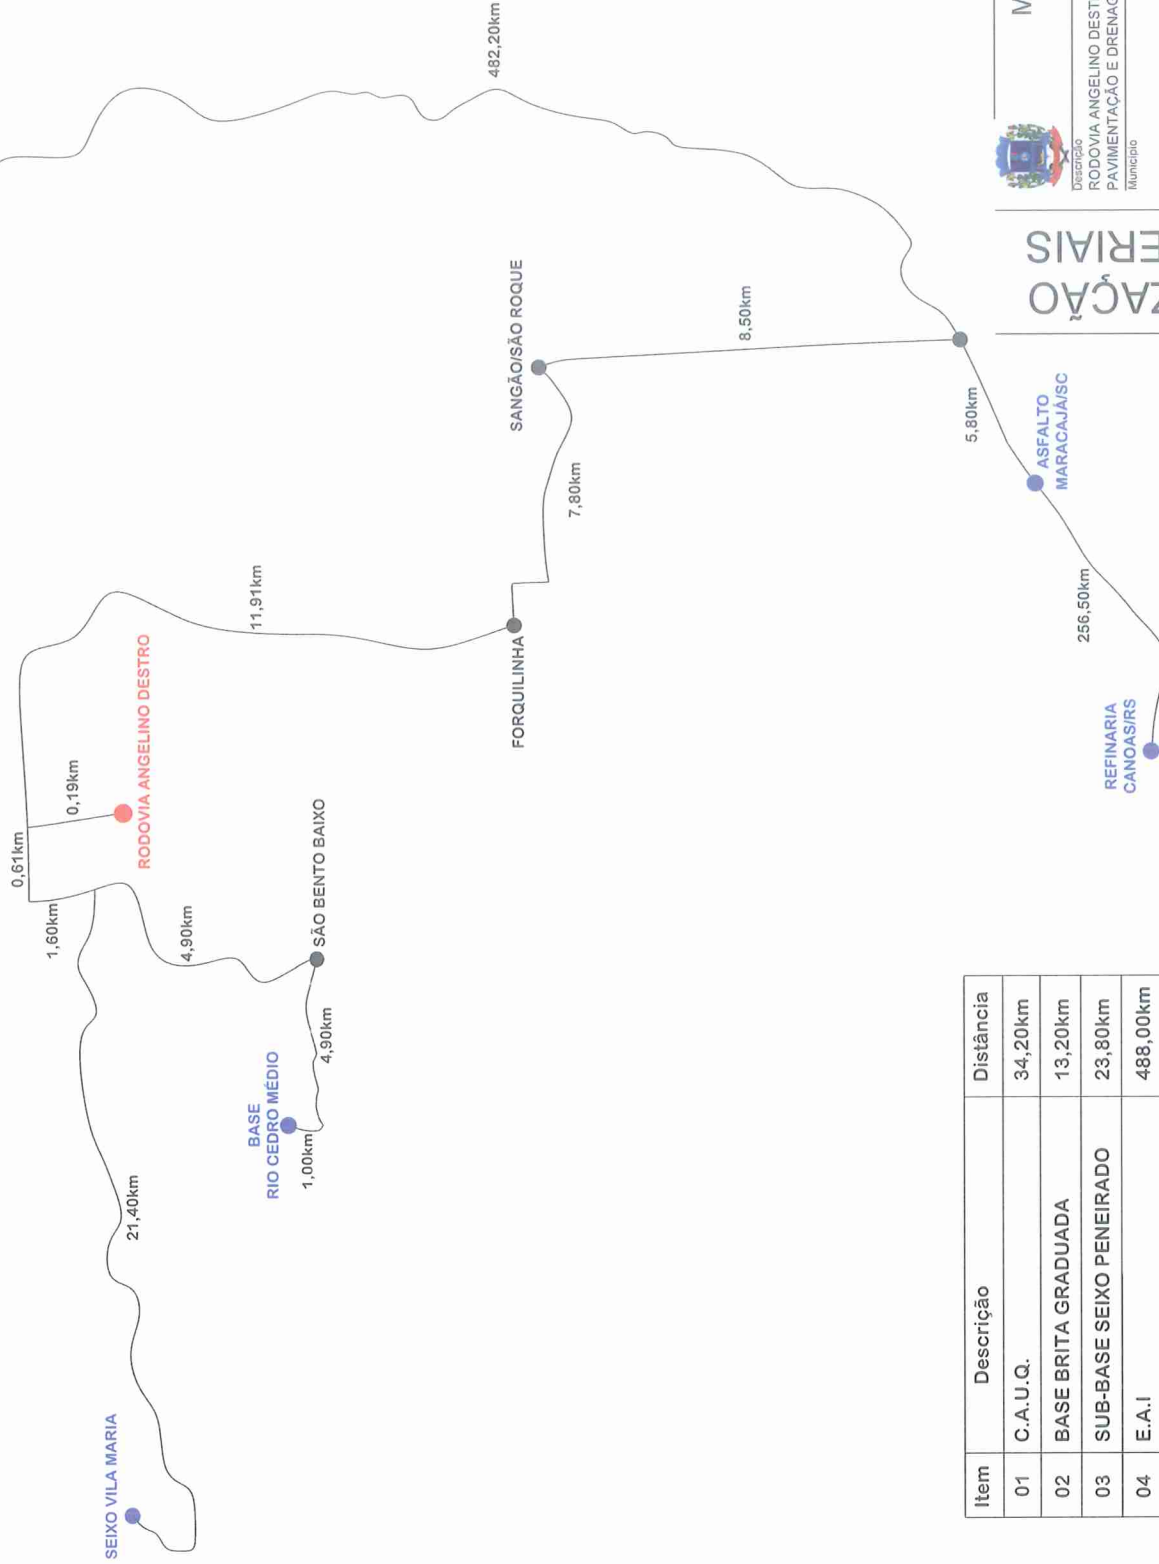 482,20km
SANGÃO/SÃO ROQUE
8,50km
5,80km
ASFALTO
MARACAJÁ/SC
7,80km
256,50km
11,91km
FORQUILINHA
REFINARIA
CANOAS/RS
0,61km
0,19km
RODOVIA ANGELINO DESTRO
1,60km
4,90km
SÃO BENTO BAIXO
4,90km
BASE
RIO CEDRO MÉDIO
1,00km
21,40km
SEIXO VILA MARIA
Item Descrição Distância
01 C.A.U.Q. 34,20km
02 BASE BRITA GRADUADA 13,20km
03 SUB-BASE SEIXO PENEIRADO 23,80km
04 E.A.I 488,00km
Descrição
RODOVIA ANGELINO
PAVIMENTAÇÃO E
Município